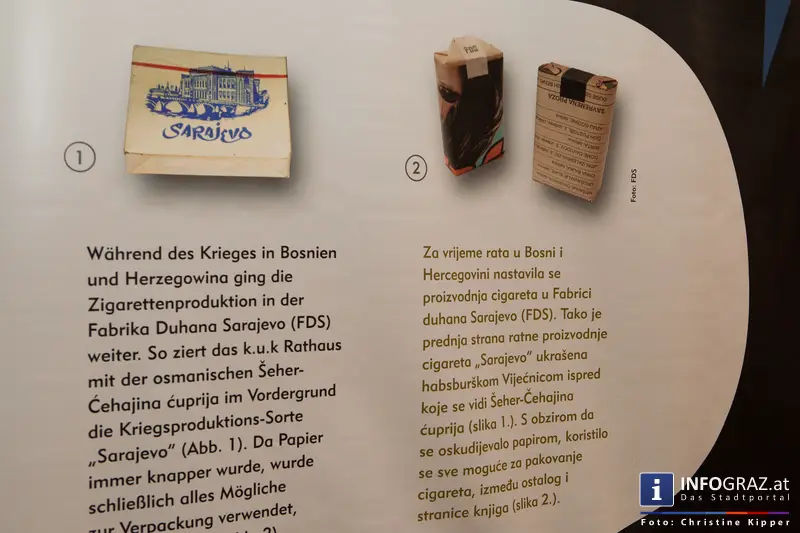 SARAJEVO
1
FDS
2
SAVREMENA PROZA
Foto: FDS
Während des Krieges in Bosnien
und Herzegowina ging die
Zigarettenproduktion in der
Fabrika Duhana Sarajevo (FDS)
weiter. So ziert das k.u.k Rathaus
mit der osmanischen Šeher-
Ćehajina ćuprija im Vordergrund
die Kriegsproduktions-Sorte
„Sarajevo“ (Abb. 1). Da Papier
immer knapper wurde, wurde
schließlich alles Mögliche
zur Verpackung verwendet,
Za vrijeme rata u Bosni i
Hercegovini nastavila se
proizvodnja cigareta u Fabrici
duhana Sarajevo (FDS). Tako je
prednja strana ratne proizvodnje
cigareta „Sarajevo“ ukrašena
habsburškom Vijećnicom ispred
koje se vidi Šeher-Čehajina
ćuprija (slika 1.). S obzirom da
se oskudijevalo papirom, koristilo
se sve moguće za pakovanje
cigareta, između ostalog i
stranice knjiga (slika 2.).
i INFOGRAZ.at
Das Stadtportal
Foto: Christine Kipper